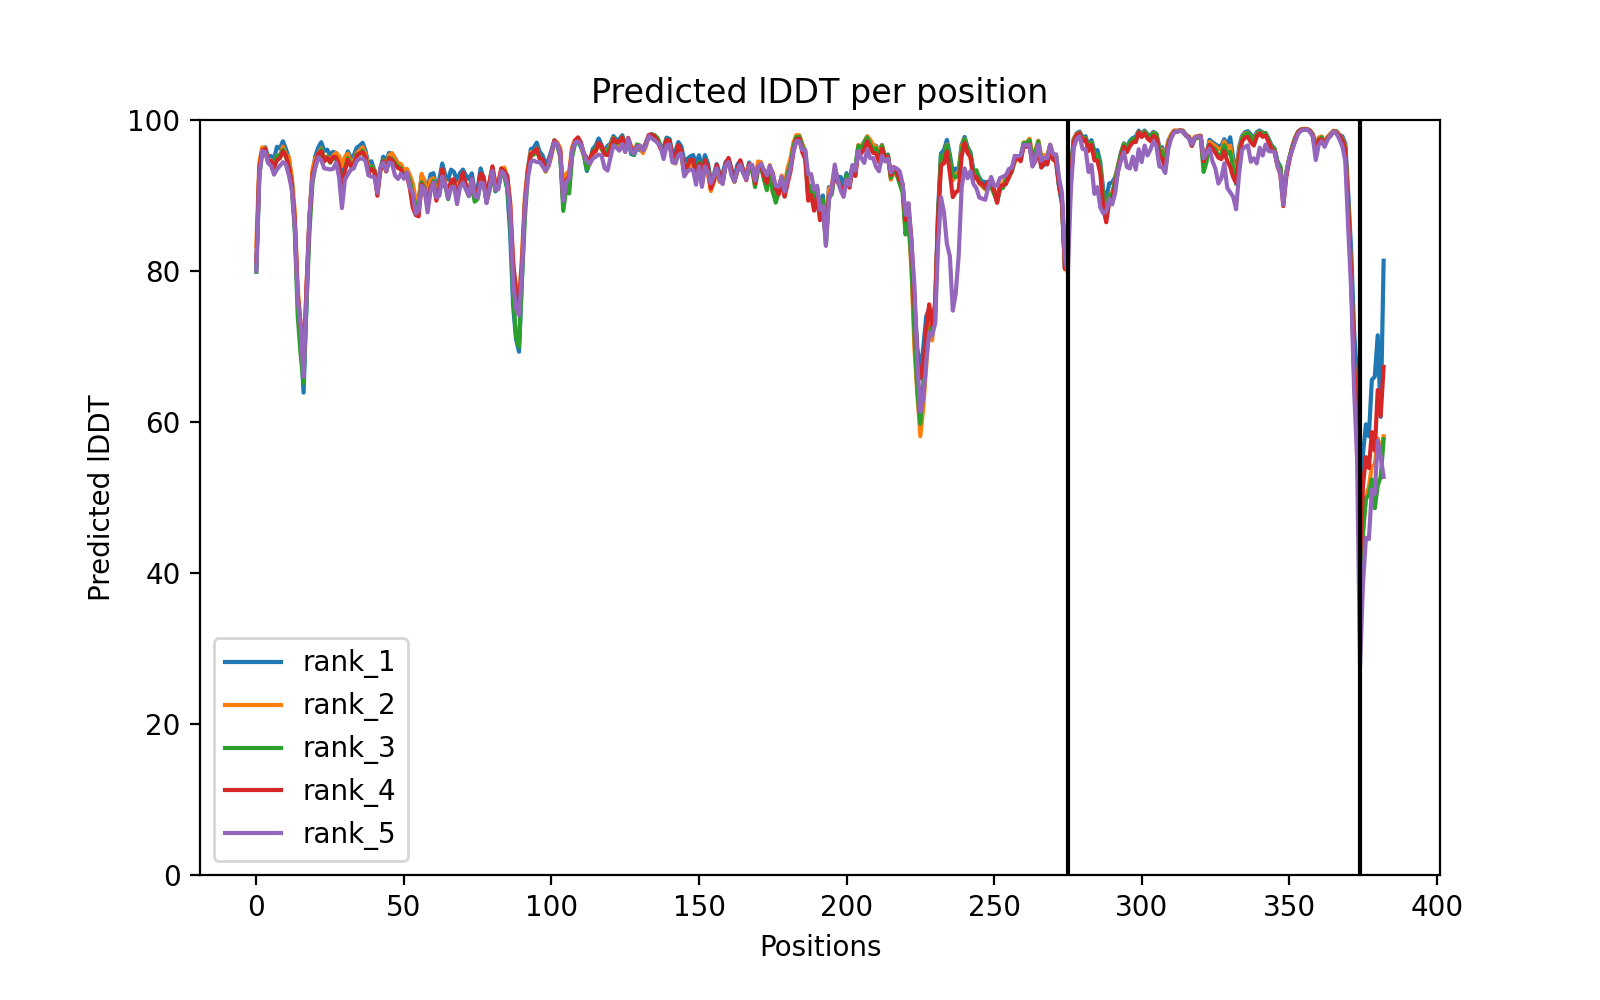 Predicted lDDT per position
Predicted lDDT
100
80
60
40
20
0
rank_1
rank_2
rank_3
rank_4
rank_5
0 50 100 150 200 250 300 350 400
Positions